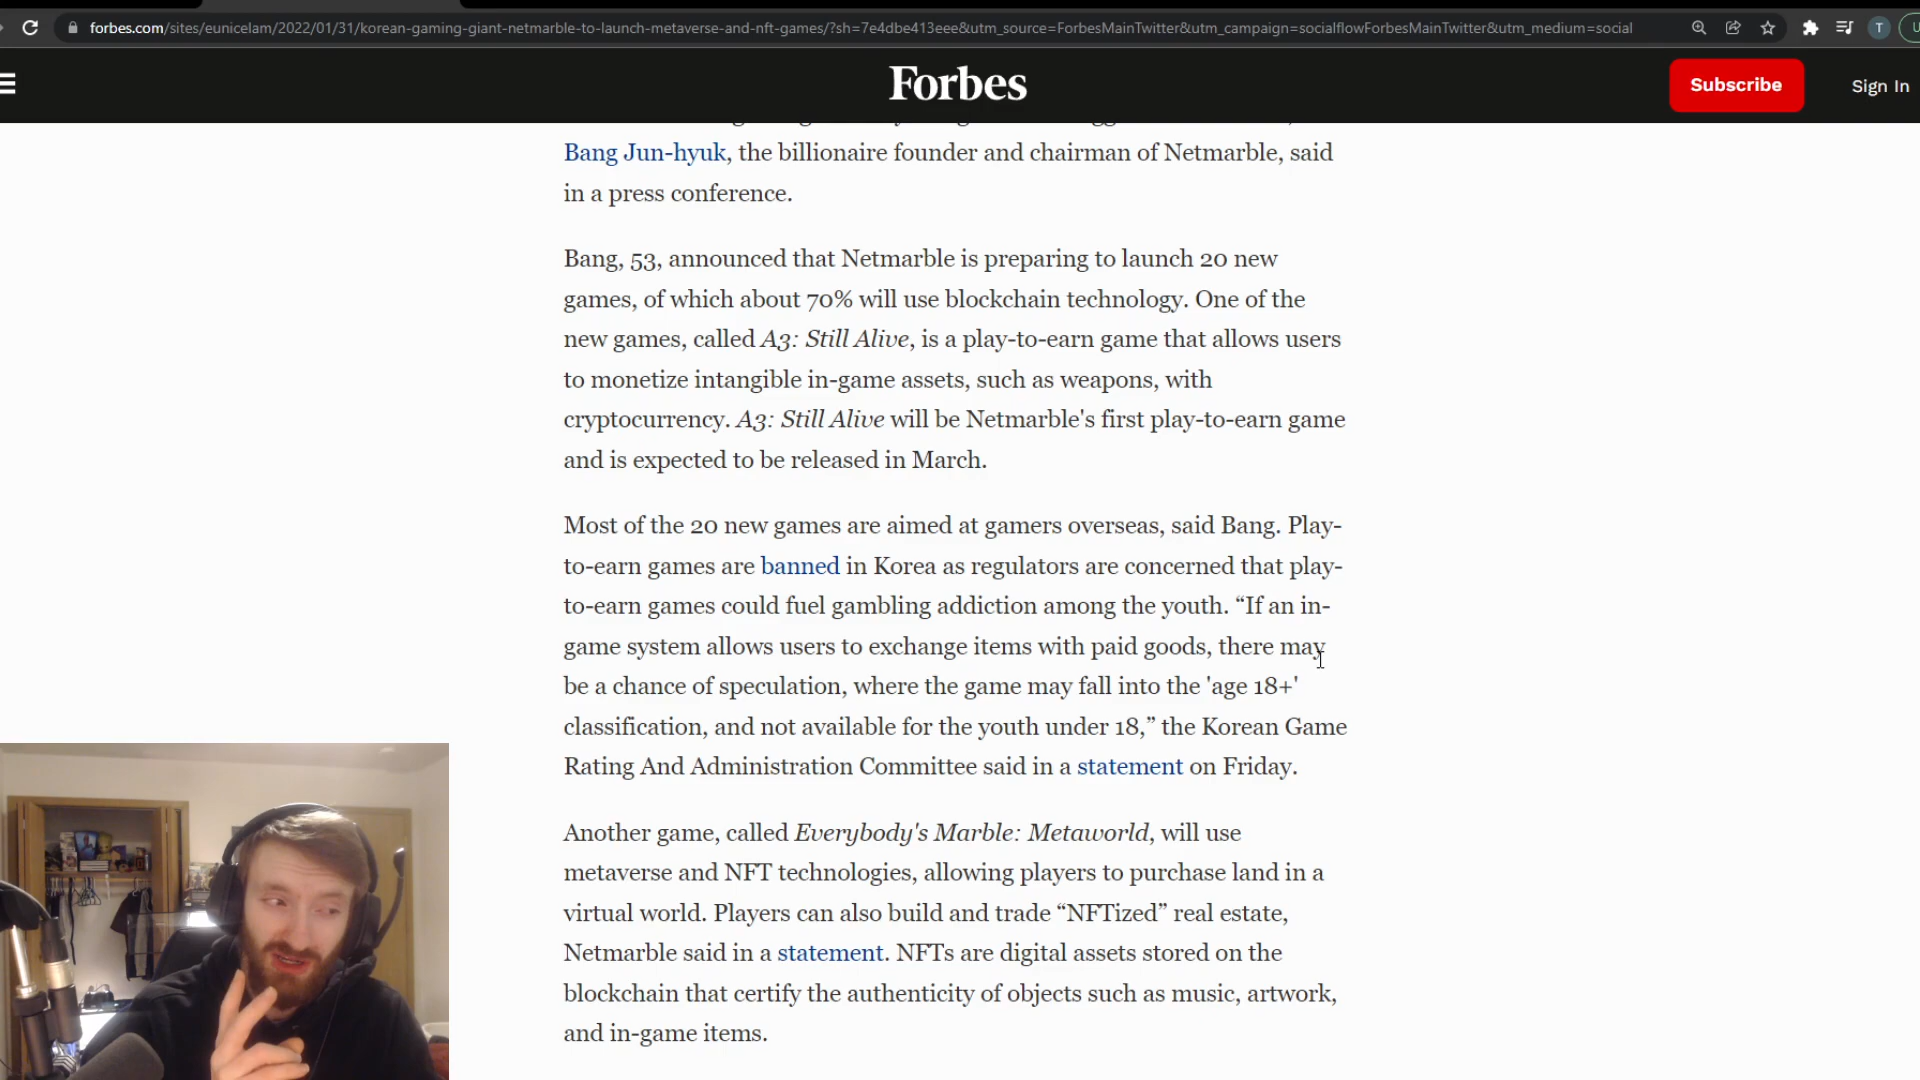 forbes.com/sites/eunicelam/2022/01/31/korean-gaming-giant-netmarble-to-launch-metaverse-and-nft-games/?sh=7e4dbe413eee&utm_source=ForbesMainTwitter&utm_campaign=socialflowForbesMainTwitter&utm_medium=social
T
U
Forbes
Subscribe
Sign In
Bang Jun-hyuk, the billionaire founder and chairman of Netmarble, said
in a press conference.
Bang, 53, announced that Netmarble is preparing to launch 20 new
games, of which about 70% will use blockchain technology. One of the
new games, called A3: Still Alive, is a play-to-earn game that allows users
to monetize intangible in-game assets, such as weapons, with
cryptocurrency. A3: Still Alive will be Netmarble's first play-to-earn game
and is expected to be released in March.
Most of the 20 new games are aimed at gamers overseas, said Bang. Play-
to-earn games are banned in Korea as regulators are concerned that play-
to-earn games could fuel gambling addiction among the youth. “If an in-
game system allows users to exchange items with paid goods, there may
be a chance of speculation, where the game may fall into the 'age 18+'
classification, and not available for the youth under 18,” the Korean Game
Rating And Administration Committee said in a statement on Friday.
Another game, called Everybody's Marble: Metaworld, will use
metaverse and NFT technologies, allowing players to purchase land in a
virtual world. Players can also build and trade “NFTized” real estate,
Netmarble said in a statement. NFTs are digital assets stored on the
blockchain that certify the authenticity of objects such as music, artwork,
and in-game items.